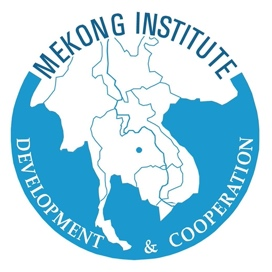 MEKONG INSTITUTE
DEVELOPMENT & COOPERATION